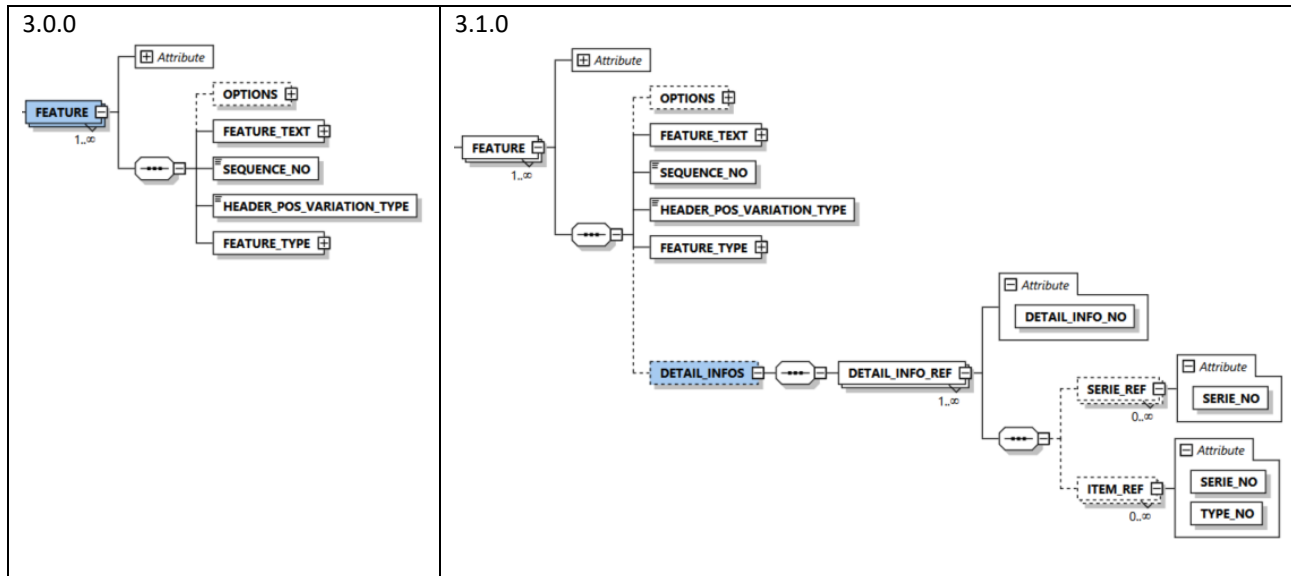 3.0.0
Attribute
OPTIONS
FEATURE
1..∞
FEATURE_TEXT
SEQUENCE_NO
HEADER_POS_VARIATION_TYPE
FEATURE_TYPE
3.1.0
Attribute
OPTIONS
FEATURE_TEXT
FEATURE
1..∞
SEQUENCE_NO
HEADER_POS_VARIATION_TYPE
FEATURE_TYPE
Attribute
DETAIL_INFO_NO
DETAIL_INFOS
DETAIL_INFO_REF
1..∞
Attribute
SERIE_REF
0..∞
SERIE_NO
Attribute
SERIE_NO
ITEM_REF
0..∞
TYPE_NO